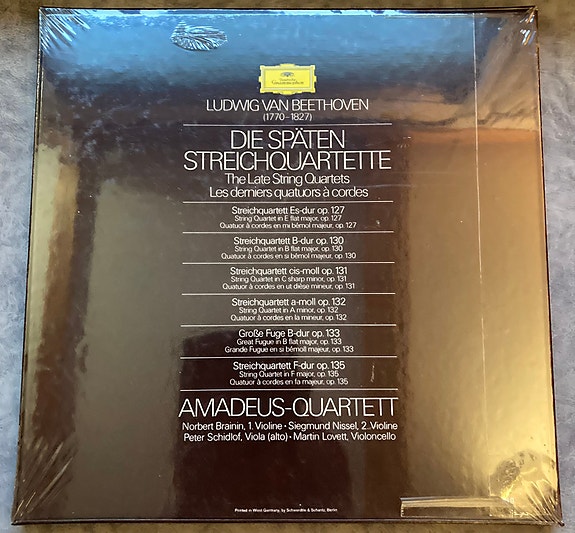 Deutsche
Grammophon
LUDWIG VAN BEETHOVEN
(1770–1827)
DIE SPÄTEN
STREICHQUARTETTE
The Late String Quartets
Les derniers quatuors à cordes
Streichquartett Es-dur op. 127
String Quartet in E flat major, op. 127
Quatuor à cordes en mi bémol majeur, op. 127
Streichquartett B-dur op. 130
String Quartet in B flat major, op. 130
Quatuor à cordes en si bémol majeur, op. 130
Streichquartett cis-moll op. 131
String Quartet in C sharp minor, op. 131
Quatuor à cordes en ut dièse mineur, op. 131
Streichquartett a-moll op. 132
String Quartet in A minor, op. 132
Quatuor à cordes en la mineur, op. 132
Große Fuge B-dur op. 133
Great Fugue in B flat major, op. 133
Grande Fugue en si bémoll majeur, op. 133
Streichquartett F-dur op. 135
String Quartet in F major, op. 135
Quatuor à cordes en fa majeur, op. 135
AMADEUS-QUARTETT
Norbert Brainin, 1. Violine · Siegmund Nissel, 2. Violine
Peter Schidlof, Viola (alto) · Martin Lovett, Violoncello
Printed in West Germany, by Schwerdtle & Schantz, Berlin